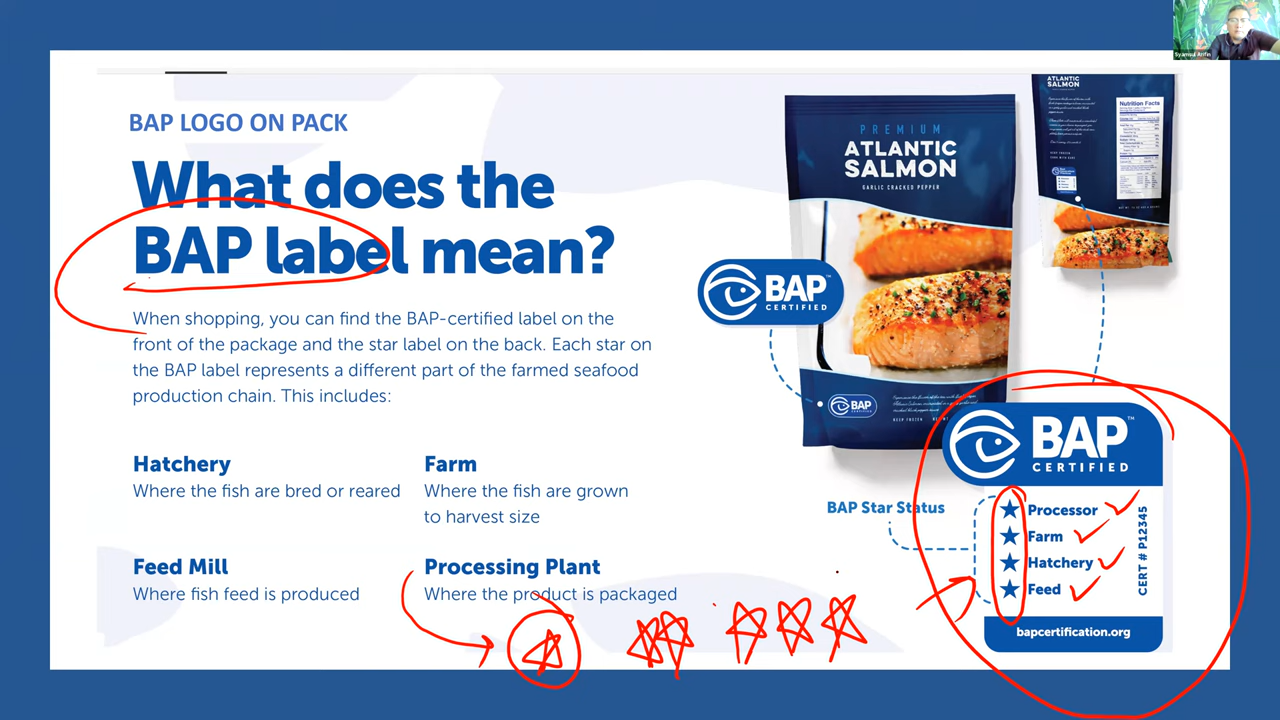 Syamsul Arifin
BAP LOGO ON PACK
What does the
BAP label mean?
When shopping, you can find the BAP-certified label on the
front of the package and the star label on the back. Each star on
the BAP label represents a different part of the farmed seafood
production chain. This includes:
Hatchery
Where the fish are bred or reared
Farm
Where the fish are grown
to harvest size
Feed Mill
Where fish feed is produced
Processing Plant
Where the product is packaged
PREMIUM
ATLANTIC
SALMON
GARLIC CRACKED PEPPER
BAP
KEEP FROZEN
BAP™
CERTIFIED
ATLANTIC
SALMON
Nutrition Facts
BAP Star Status
BAP™
CERTIFIED
★ Processor
★ Farm
★ Hatchery
★ Feed
CERT # P12345
bapcertification.org